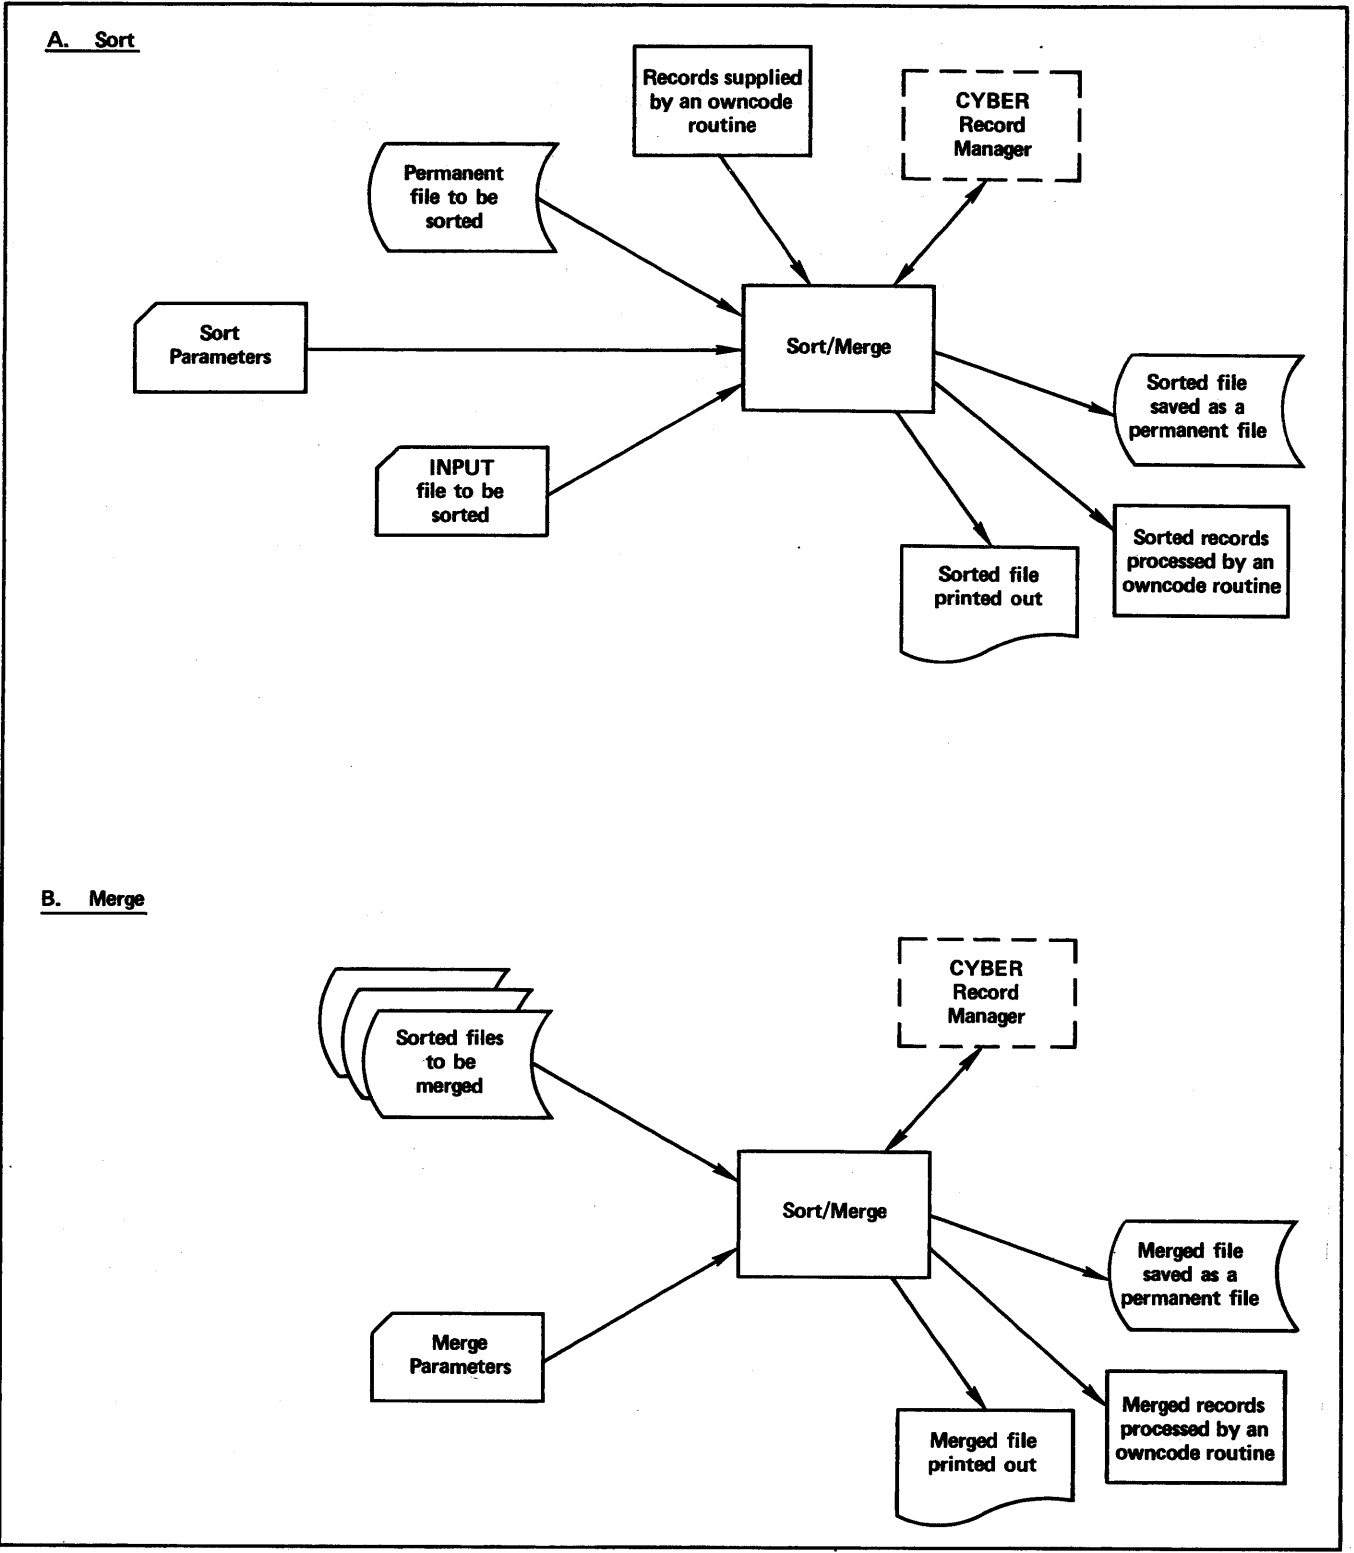 A. Sort
Records supplied
by an owncode
routine
CYBER
Record
Manager
Permanent
file to be
sorted
Sort
Parameters
Sort/Merge
INPUT
file to be
sorted
Sorted file
saved as a
permanent file
Sorted records
processed by an
owncode routine
Sorted file
printed out
B. Merge
CYBER
Record
Manager
Sorted files
to be
merged
Sort/Merge
Merge
Parameters
Merged file
saved as a
permanent file
Merged records
processed by an
owncode routine
Merged file
printed out